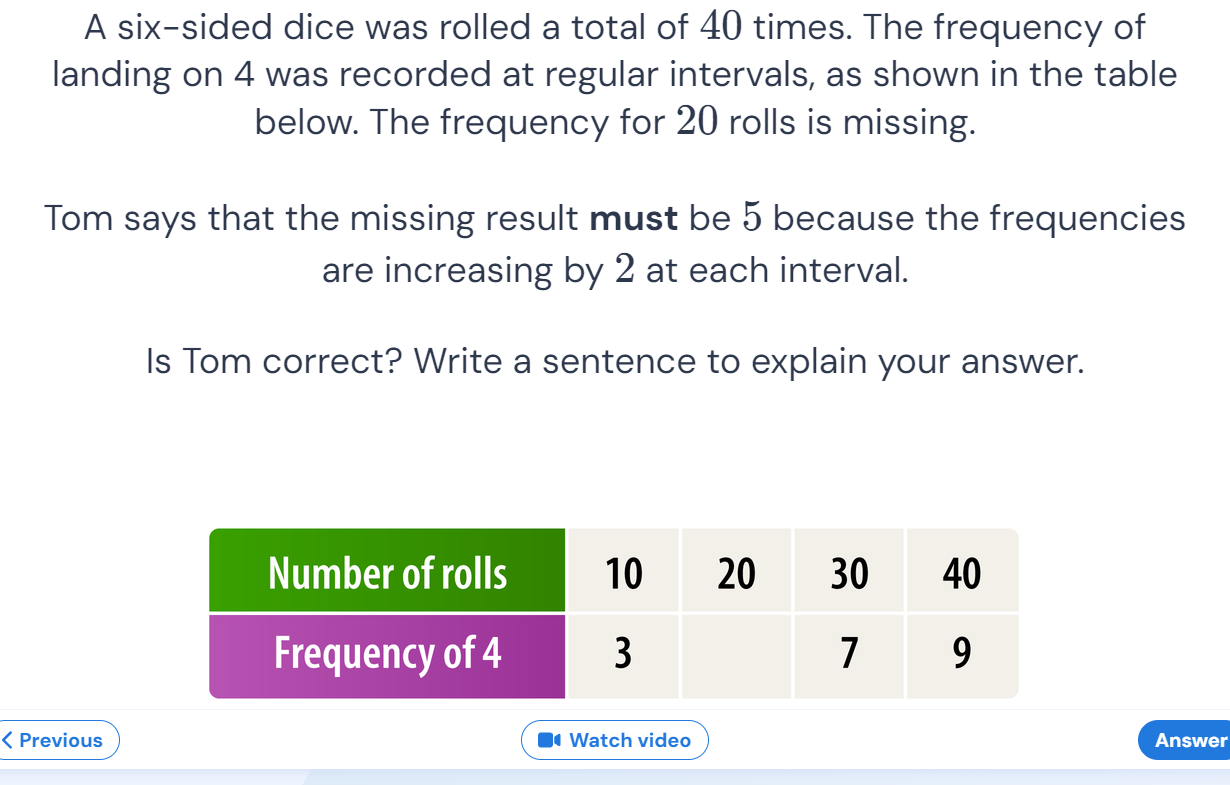 A six-sided dice was rolled a total of 40 times. The frequency of
landing on 4 was recorded at regular intervals, as shown in the table
below. The frequency for 20 rolls is missing.
Tom says that the missing result must be 5 because the frequencies
are increasing by 2 at each interval.
Is Tom correct? Write a sentence to explain your answer.
Number of rolls 10 20 30 40
Frequency of 4 3 7 9
Previous Watch video Answer